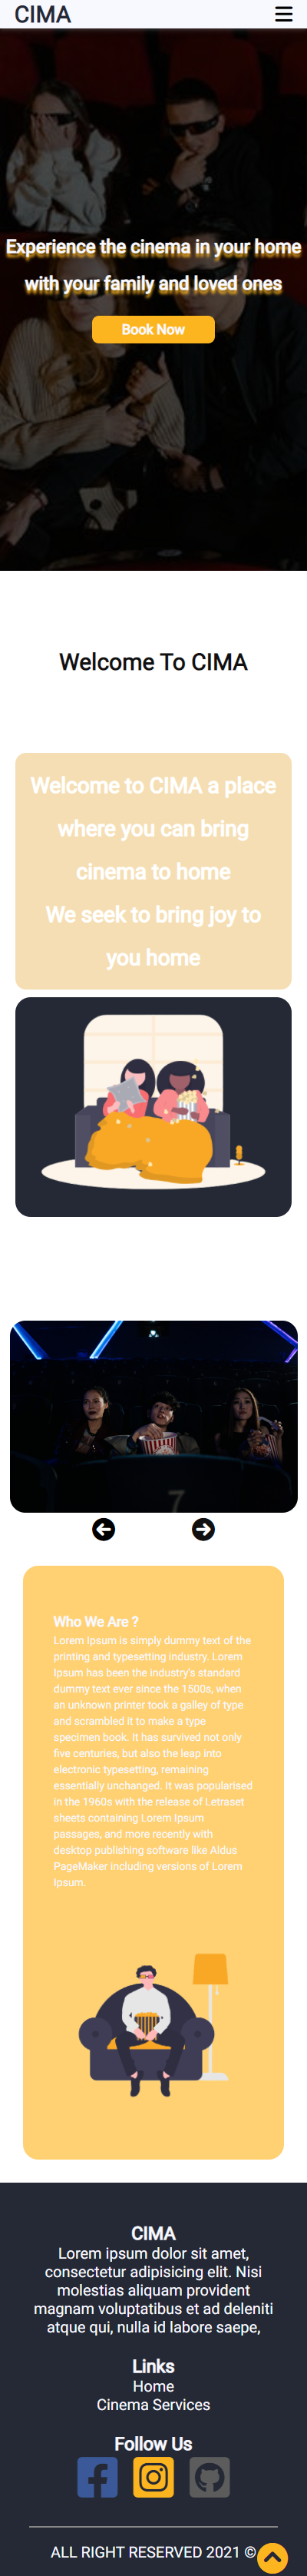 CIMA
Experience the cinema in your home
with your family and loved ones
Book Now
Welcome To CIMA
Welcome to CIMA a place
where you can bring
cinema to home
We seek to bring joy to
you home
7
Who We Are ?
Lorem Ipsum is simply dummy text of the
printing and typesetting industry. Lorem
Ipsum has been the industry's standard
dummy text ever since the 1500s, when
an unknown printer took a galley of type
and scrambled it to make a type
specimen book. It has survived not only
five centuries, but also the leap into
electronic typesetting, remaining
essentially unchanged. It was popularised
in the 1960s with the release of Letraset
sheets containing Lorem Ipsum
passages, and more recently with
desktop publishing software like Aldus
PageMaker including versions of Lorem
Ipsum.
CIMA
Lorem ipsum dolor sit amet,
consectetur adipisicing elit. Nisi
molestias aliquam provident
magnam voluptatibus et ad deleniti
atque qui, nulla id labore saepe,
Links
Home
Cinema Services
Follow Us
ALL RIGHT RESERVED 2021 ©